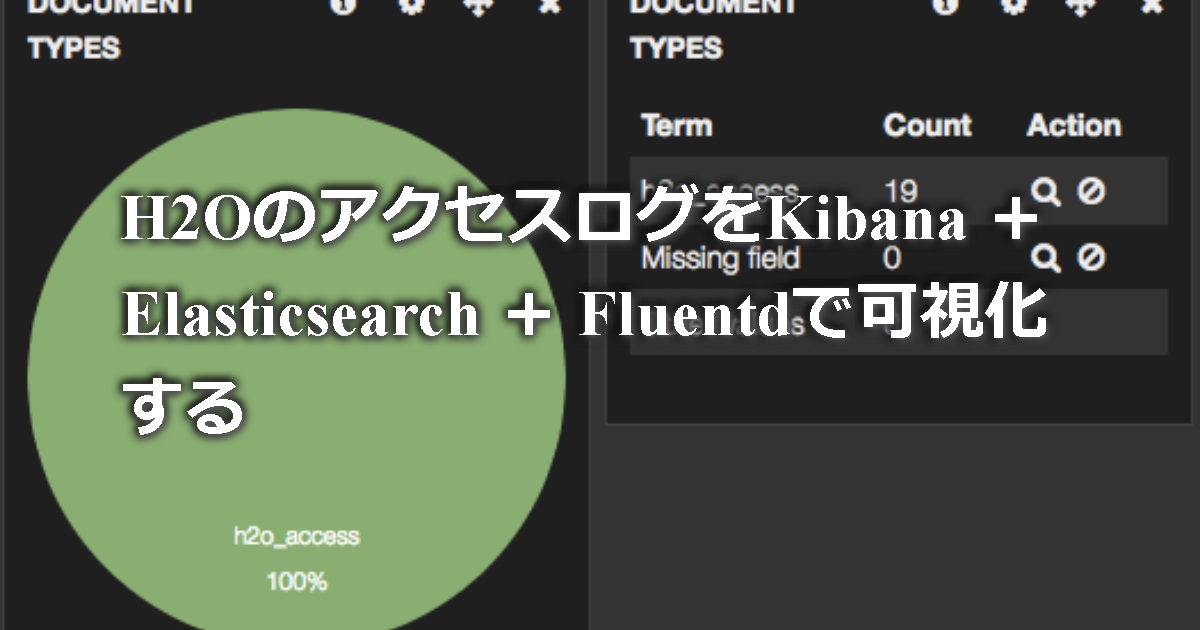 DOCUMENT
TYPES
h2o_access
100%
DOCUMENT
TYPES
Term Count Action
h2o_access 19
Missing field 0
H2OのアクセスログをKibana ＋
Elasticsearch ＋ Fluentdで可視化
する